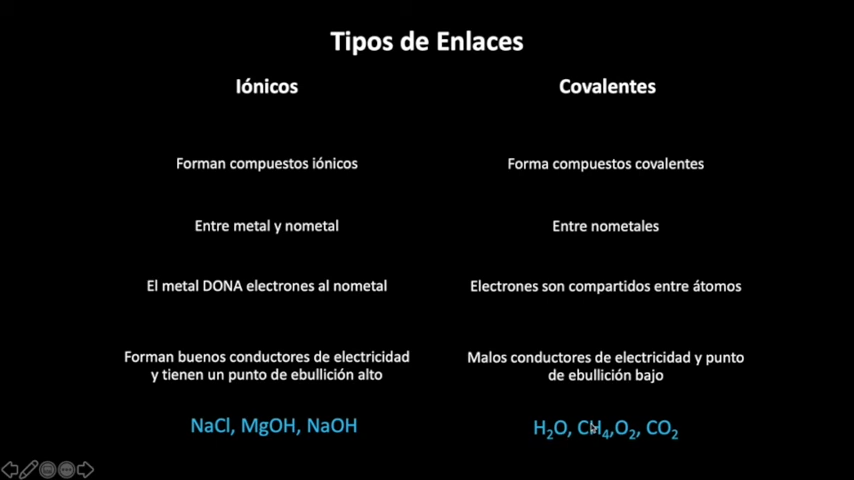 Tipos de Enlaces
Iónicos
Covalentes
Forman compuestos iónicos
Forma compuestos covalentes
Entre metal y nometal
Entre nometales
El metal DONA electrones al nometal
Electrones son compartidos entre átomos
Forman buenos conductores de electricidad
y tienen un punto de ebullición alto
Malos conductores de electricidad y punto
de ebullición bajo
NaCl, MgOH, NaOH
H₂O, CH₄,O₂, CO₂